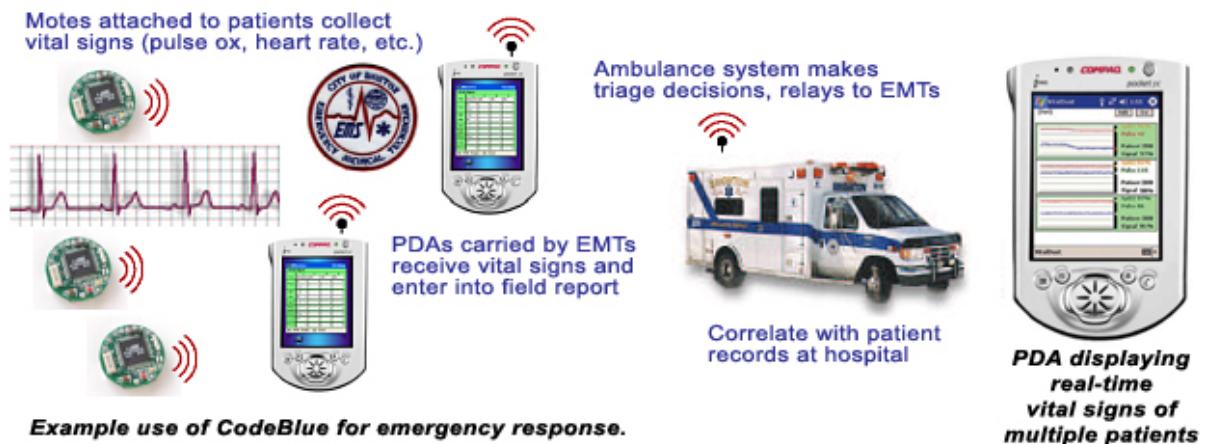 Motes attached to patients collect
vital signs (pulse ox, heart rate, etc.)
CITY OF BOSTON
EMS
EMERGENCY MEDICAL TECHNICIAN
COMPAQ
pocket pc
PDAs carried by EMTs
receive vital signs and
enter into field report
Ambulance system makes
triage decisions, relays to EMTs
Correlate with patient
records at hospital
PDA displaying
real-time
vital signs of
multiple patients
Example use of CodeBlue for emergency response.